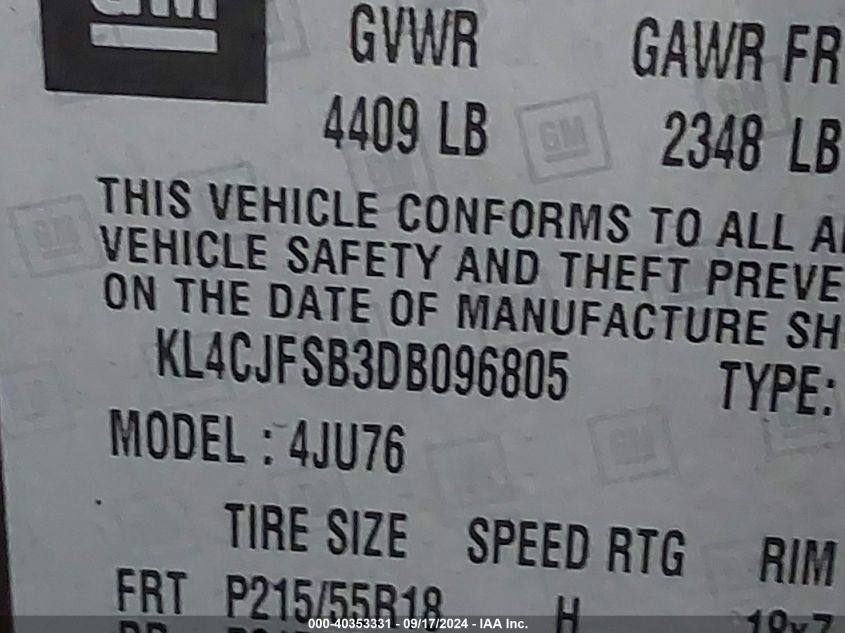 GM
GVWR GAWR FR
4409 LB 2348 LB
THIS VEHICLE CONFORMS TO ALL
VEHICLE SAFETY AND THEFT PREVE
ON THE DATE OF MANUFACTURE SH
KL4CJFSB3DB096805 TYPE:
MODEL : 4JU76
TIRE SIZE SPEED RTG RIM
FRT P215/55R18 H 18x7
000-40353331 - 09/17/2024 - IAA Inc.